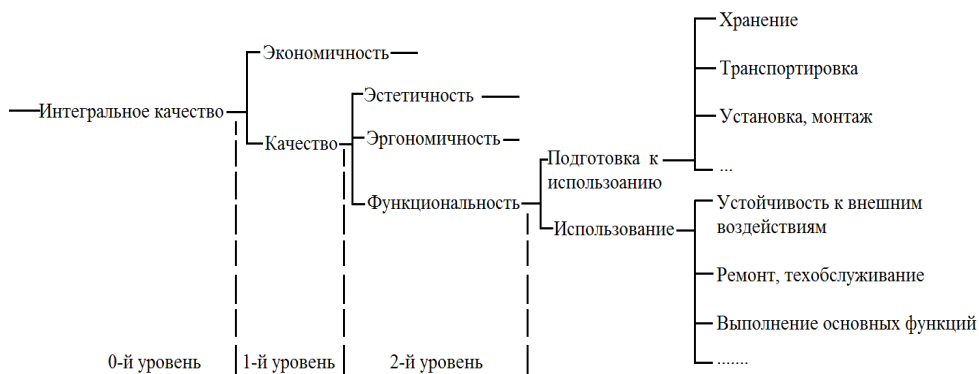 Хранение
Экономичность
Транспортировка
Эстетичность
Интегральное качество
Установка, монтаж
Качество
Эргономичность
Подготовка к
использоанию
...
Функциональность
Устойчивость к внешним
воздействиям
Использование
Ремонт, техобслуживание
Выполнение основных функций
.......
0-й уровень
1-й уровень
2-й уровень